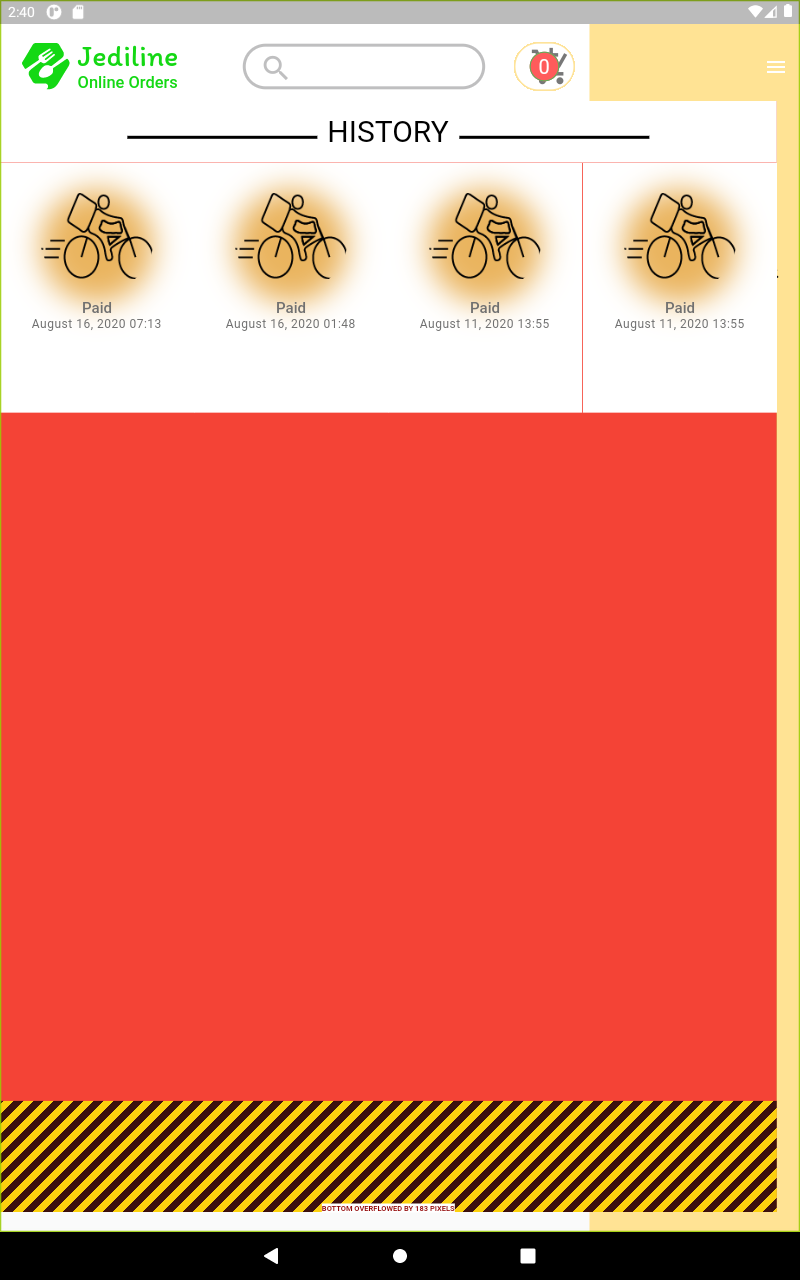 2:40
Jediline
Online Orders
0
HISTORY
Paid
August 16, 2020 07:13
Paid
August 16, 2020 01:48
Paid
August 11, 2020 13:55
Paid
August 11, 2020 13:55
BOTTOM OVERFLOWED BY 183 PIXELS